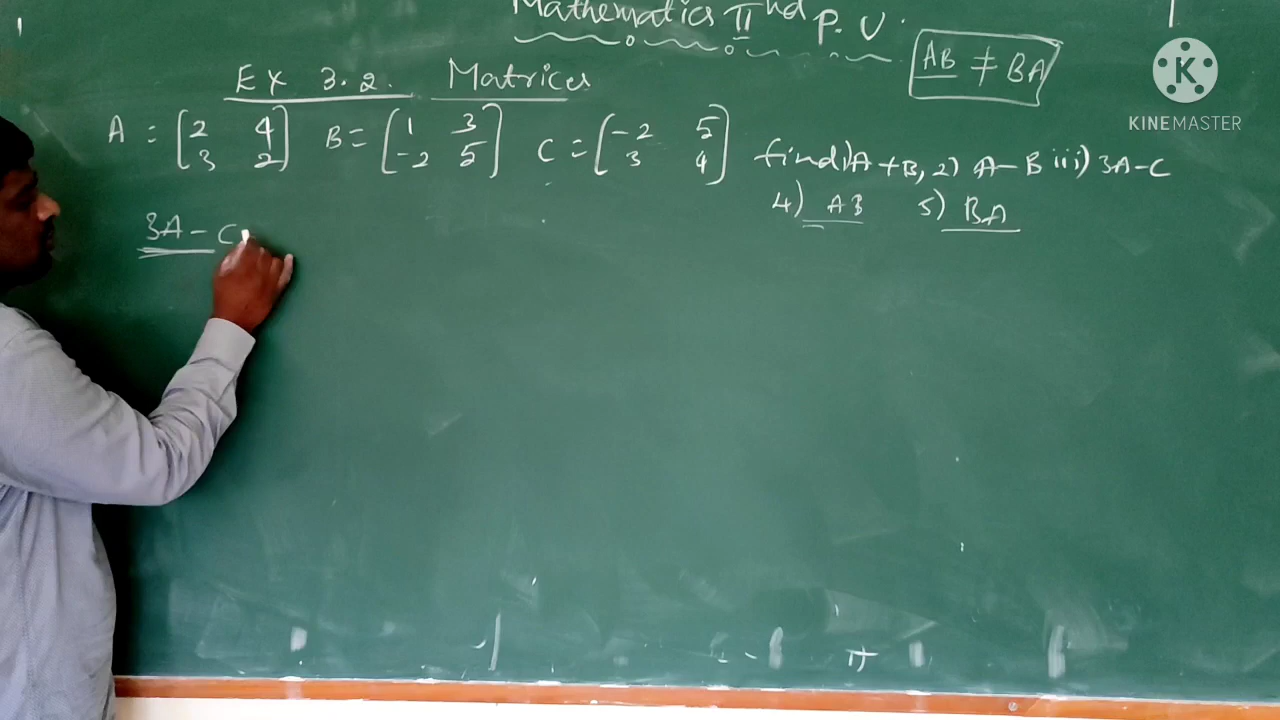 Mathematics IInd P.U.
AB ≠ BA
Ex 3.2. Matrices
A = [2 4 B = [1 3 C = [-2 5 find i) A + B, 2) A - B iii) 3A - C
3 2] -2 5] 3 4]
4) AB 5) BA
3A - C
KINEMASTER